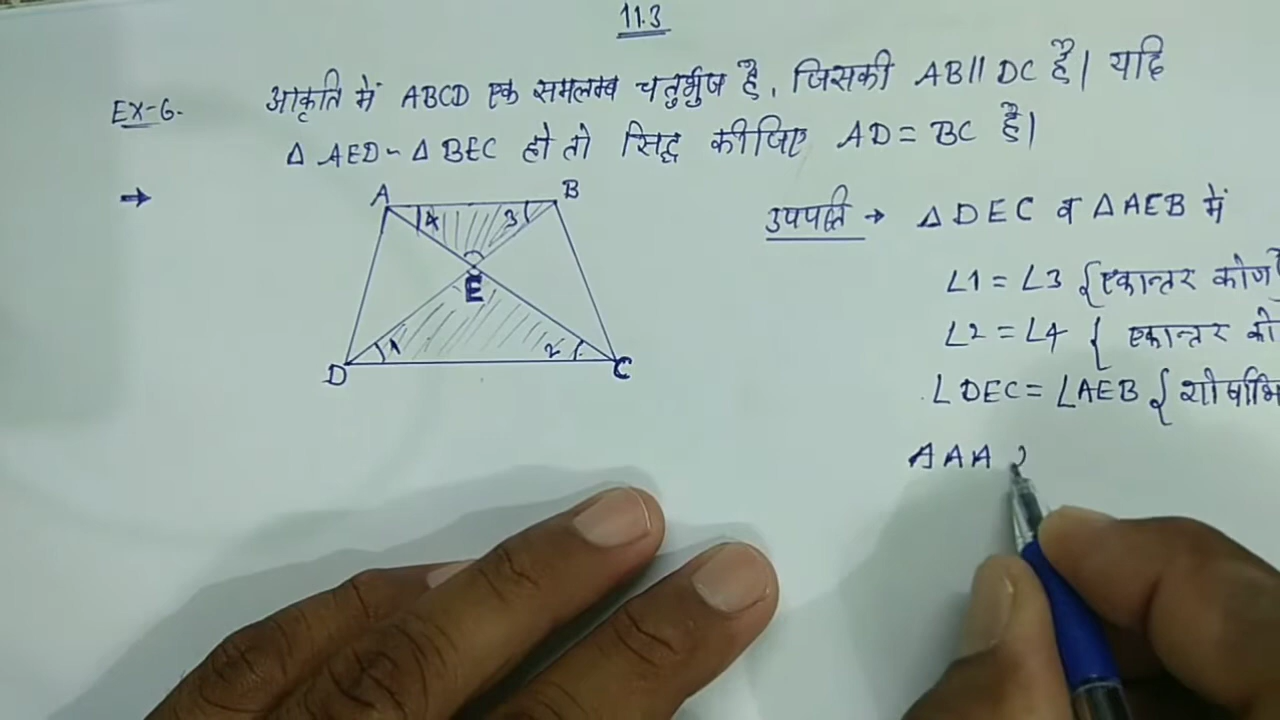 11.3
EX-6. आकृति में ABCD एक समलम्ब चतुर्भुज है, जिसकी AB || DC है। यदि
△ AED ~ △ BEC हो तो सिद्ध कीजिए AD = BC है।
→
A B
4 3
E
1 2
D C
उपपत्ति → △ DEC व △ AEB में
∠1 = ∠3 { एकान्तर कोण }
∠2 = ∠4 { एकान्तर को
∠DEC = ∠AEB { शीर्षाभि
AAA